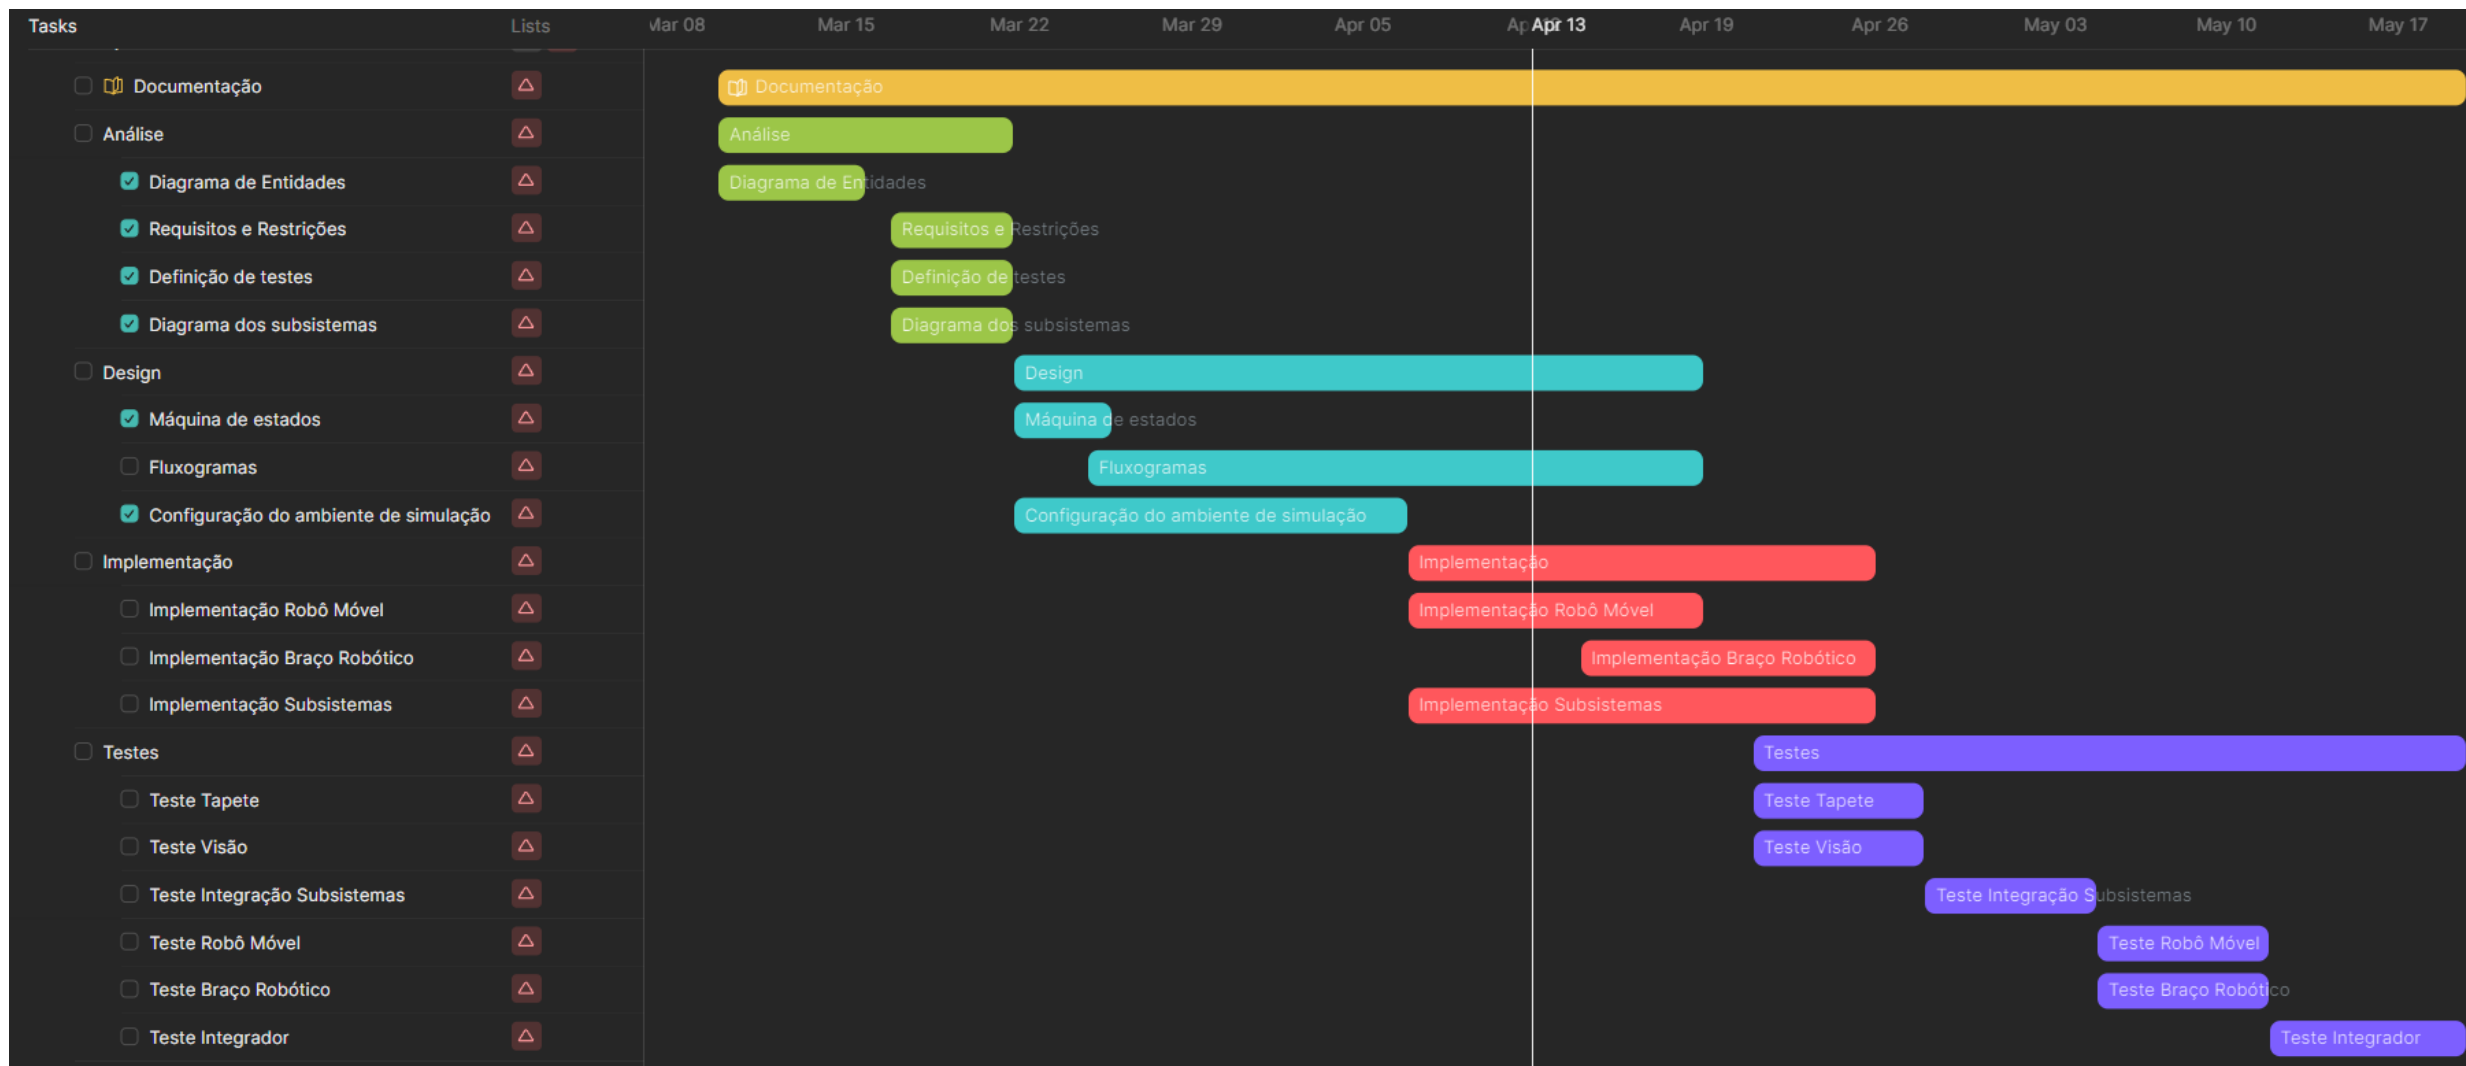 Tasks Lists Mar 08 Mar 15 Mar 22 Mar 29 Apr 05 Apr 13 Apr 19 Apr 26 May 03 May 10 May 17
Documentação Documentação
Análise Análise
Diagrama de Entidades Diagrama de Entidades
Requisitos e Restrições Requisitos e Restrições
Definição de testes Definição de testes
Diagrama dos subsistemas Diagrama dos subsistemas
Design Design
Máquina de estados Máquina de estados
Fluxogramas Fluxogramas
Configuração do ambiente de simulação Configuração do ambiente de simulação
Implementação Implementação
Implementação Robô Móvel Implementação Robô Móvel
Implementação Braço Robótico Implementação Braço Robótico
Implementação Subsistemas Implementação Subsistemas
Testes Testes
Teste Tapete Teste Tapete
Teste Visão Teste Visão
Teste Integração Subsistemas Teste Integração Subsistemas
Teste Robô Móvel Teste Robô Móvel
Teste Braço Robótico Teste Braço Robótico
Teste Integrador Teste Integrador